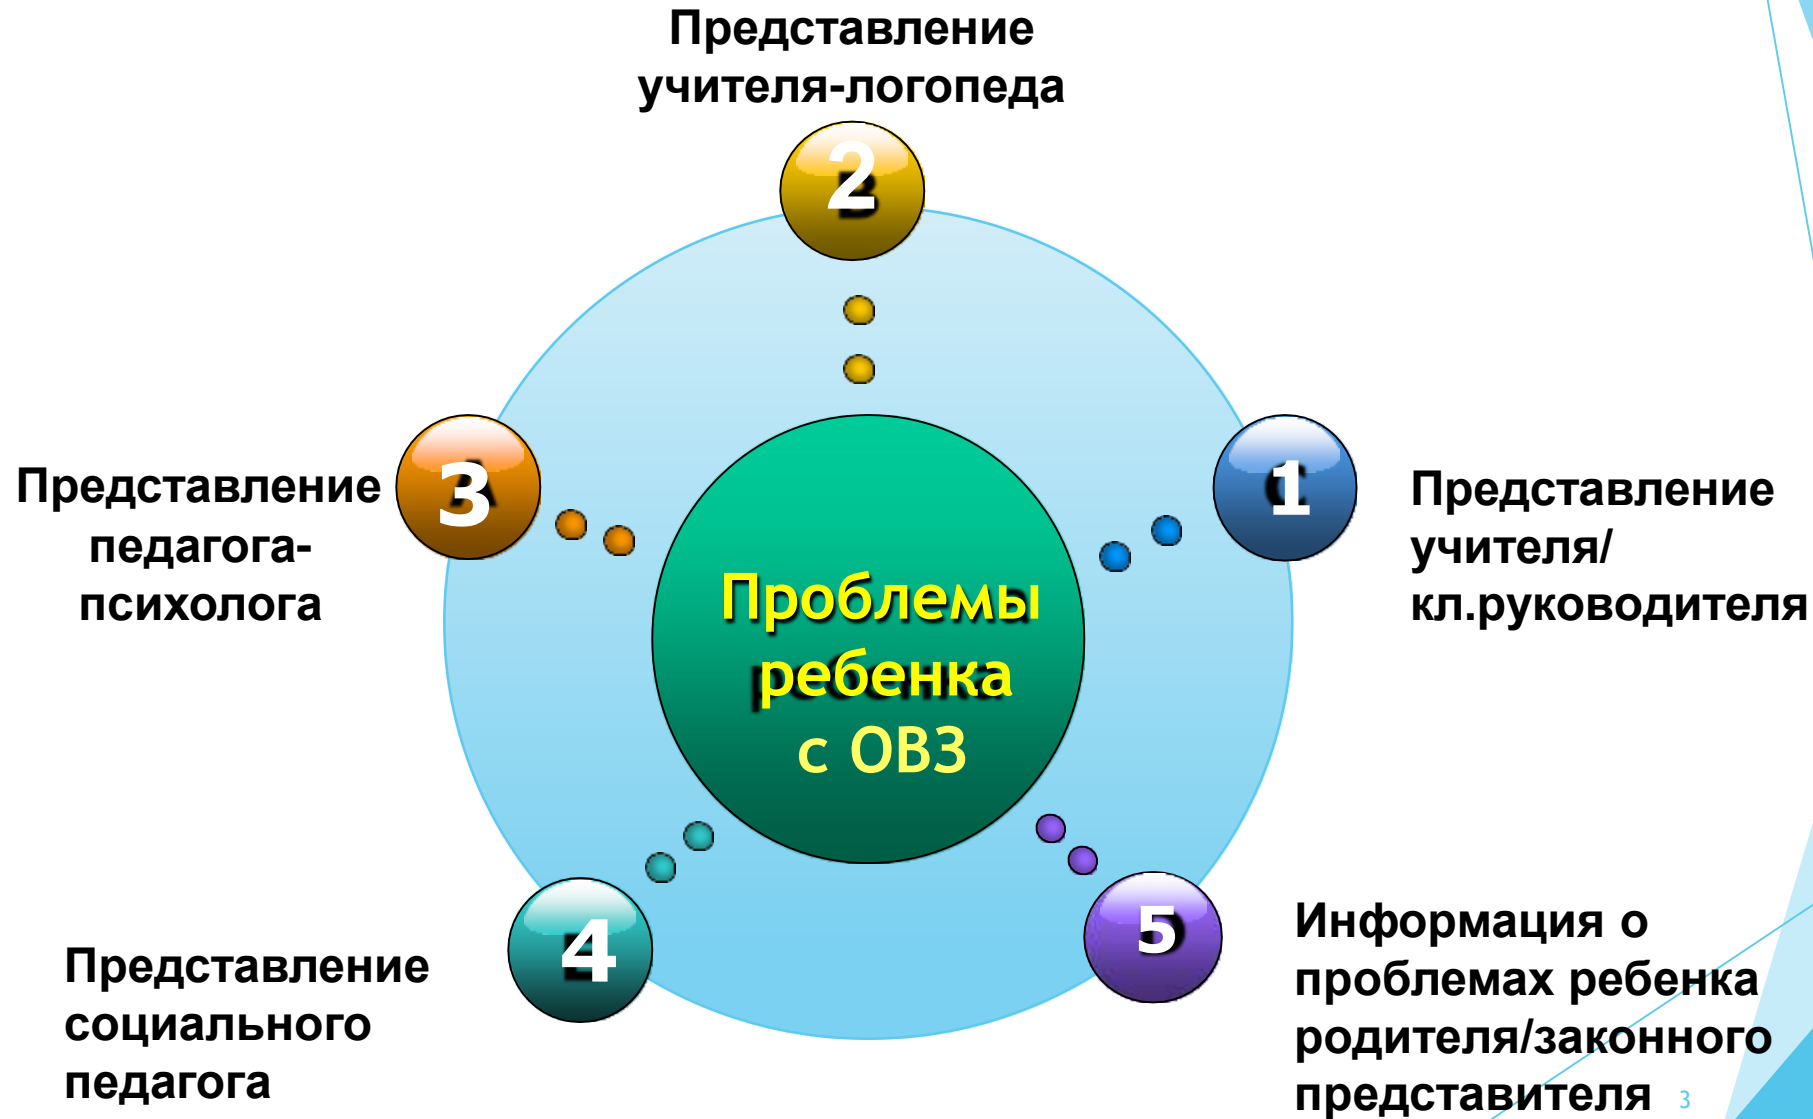 Представление
учителя-логопеда
2
3
1
Представление
педагога-
психолога
Представление
учителя/
кл.руководителя
Проблемы
ребенка
с ОВЗ
4
5
Представление
социального
педагога
Информация о
проблемах ребенка
родителя/законного
представителя
3